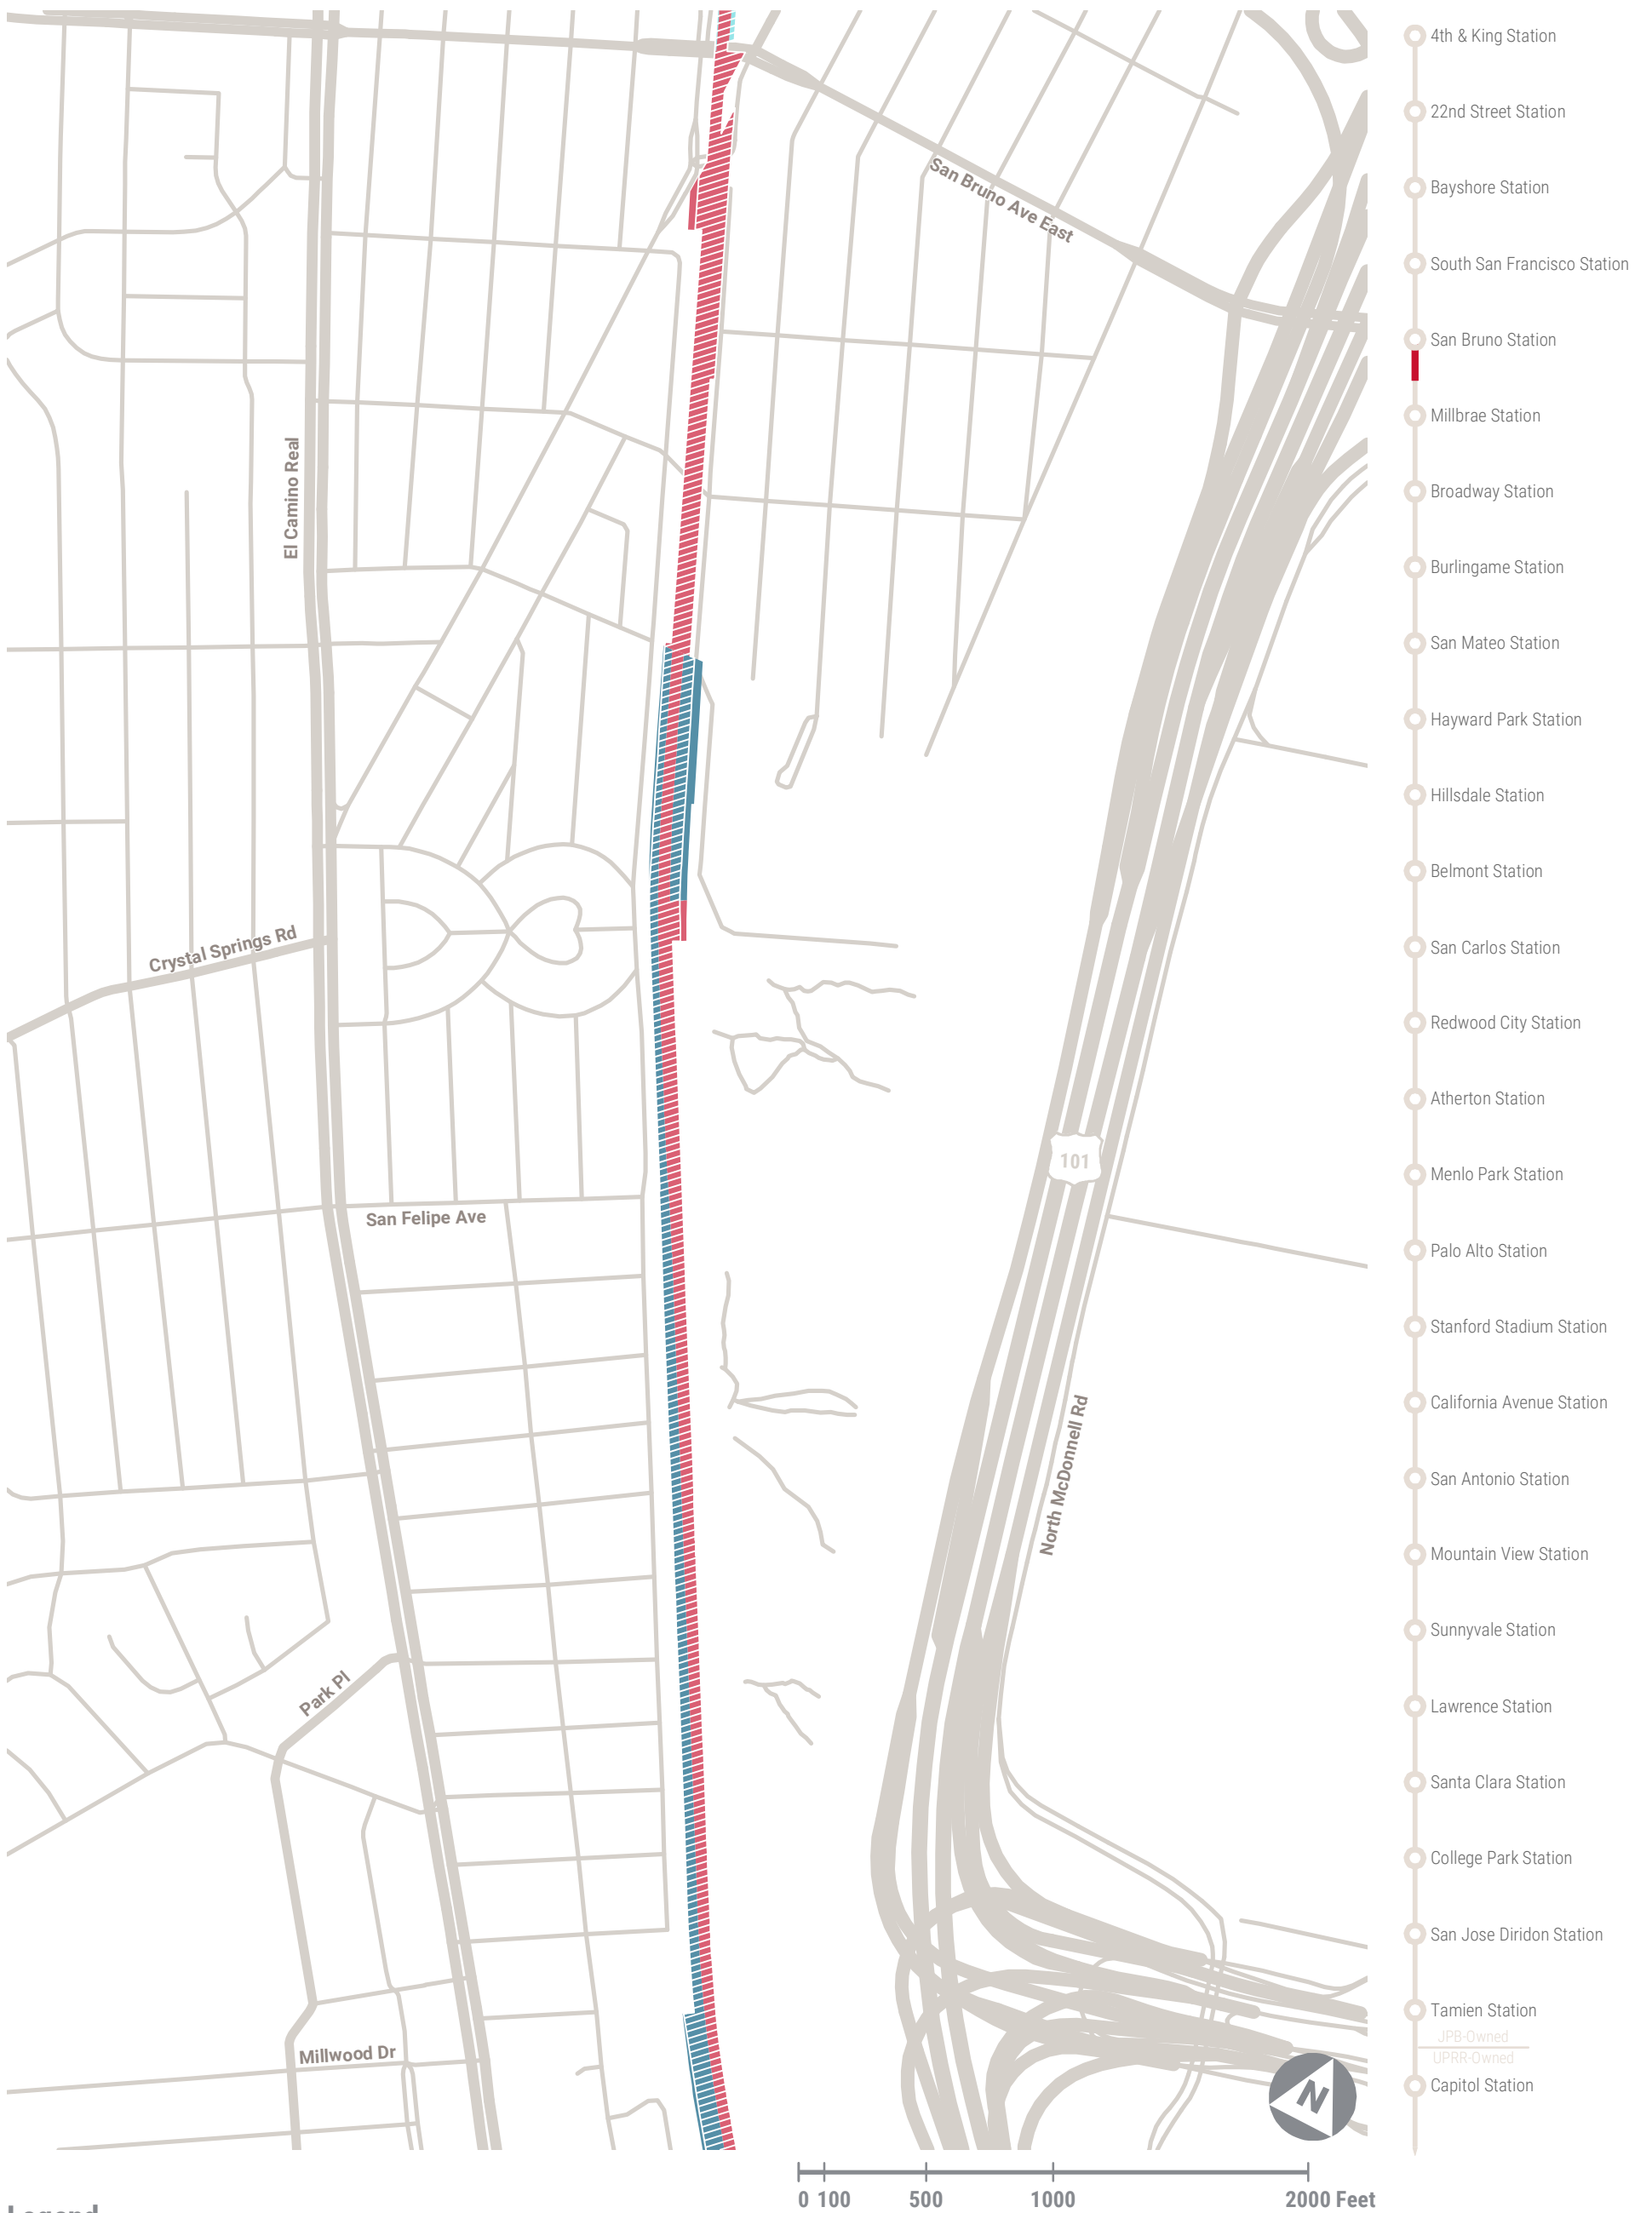 San Bruno Ave East
El Camino Real
Crystal Springs Rd
101
San Felipe Ave
North McDonnell Rd
Park Pl
Millwood Dr
N
0 100 500 1000 2000 Feet
Legend
4th & King Station
22nd Street Station
Bayshore Station
South San Francisco Station
San Bruno Station
Millbrae Station
Broadway Station
Burlingame Station
San Mateo Station
Hayward Park Station
Hillsdale Station
Belmont Station
San Carlos Station
Redwood City Station
Atherton Station
Menlo Park Station
Palo Alto Station
Stanford Stadium Station
California Avenue Station
San Antonio Station
Mountain View Station
Sunnyvale Station
Lawrence Station
Santa Clara Station
College Park Station
San Jose Diridon Station
Tamien Station
JPB-Owned
UPRR-Owned
Capitol Station